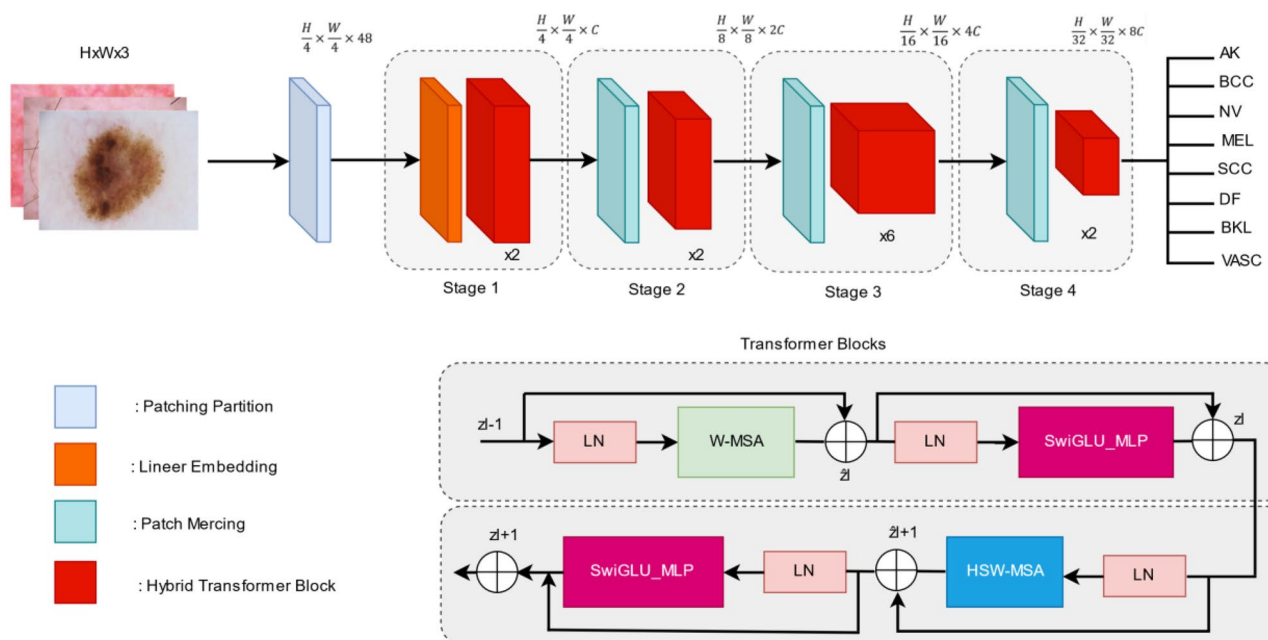 HxWx3
H/4 × W/4 × 48
H/4 × W/4 × C
H/8 × W/8 × 2C
H/16 × W/16 × 4C
H/32 × W/32 × 8C
x2
x2
x6
x2
Stage 1
Stage 2
Stage 3
Stage 4
AK
BCC
NV
MEL
SCC
DF
BKL
VASC
: Patching Partition
: Lineer Embedding
: Patch Mercing
: Hybrid Transformer Block
Transformer Blocks
zl-1
LN
W-MSA
ẑl
LN
SwiGLU_MLP
zl
zl+1
SwiGLU_MLP
LN
ẑl+1
HSW-MSA
LN